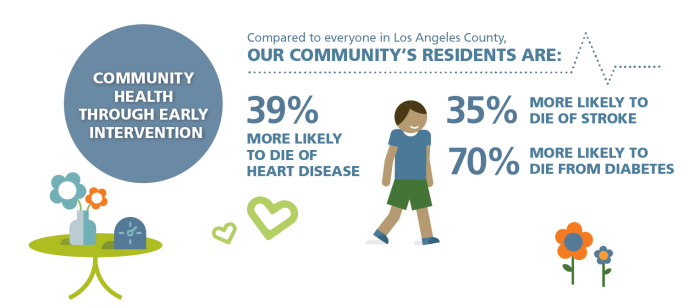 COMMUNITY
HEALTH
THROUGH EARLY
INTERVENTION
Compared to everyone in Los Angeles County,
OUR COMMUNITY’S RESIDENTS ARE:
39%
MORE LIKELY
TO DIE OF
HEART DISEASE
35%
MORE LIKELY TO
DIE OF STROKE
70%
MORE LIKELY TO
DIE FROM DIABETES